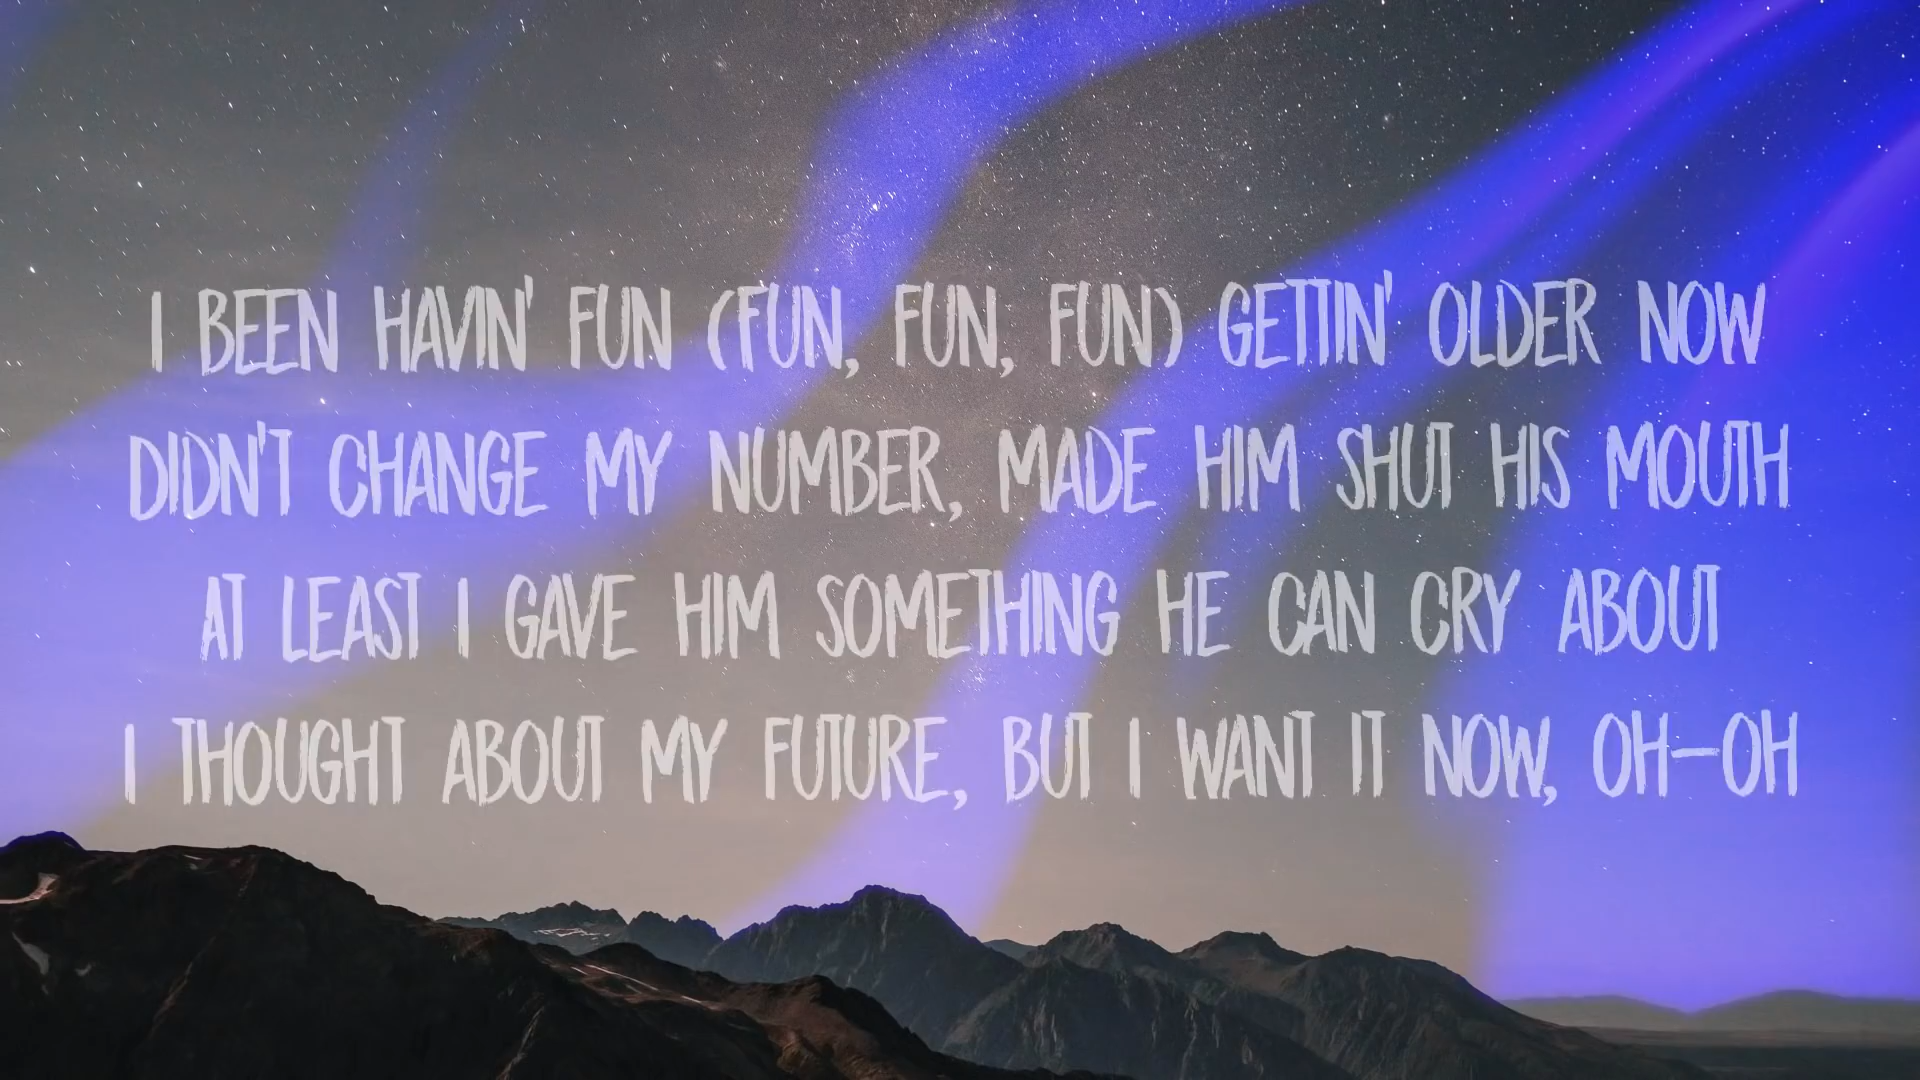 I BEEN HAVIN' FUN (FUN, FUN, FUN) GETTIN' OLDER NOW
DIDN'T CHANGE MY NUMBER, MADE HIM SHUT HIS MOUTH
AT LEAST I GAVE HIM SOMETHING HE CAN CRY ABOUT
I THOUGHT ABOUT MY FUTURE, BUT I WANT IT NOW, OH-OH